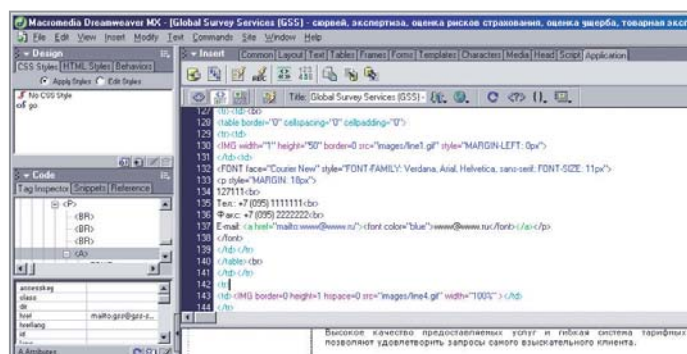 Macromedia Dreamweaver MX - [Global Survey Services (GSS) - сюрвей, экспертиза, оценка рисков страхования, оценка ущерба, товарная эксп
File Edit View Insert Modify Text Commands Site Window Help
Design
CSS Styles HTML Styles Behaviors
Apply Styles Edit Styles
No CSS Style
go
Insert Common Layout Text Tables Frames Forms Templates Characters Media Head Script Application
Title: Global Survey Services (GSS) -
127 <tr><td><br>
128 <table border="0" cellspacing="0" cellpadding="0">
129 <tr><td>
130 <IMG width="1" height="50" border=0 src="images/line1.gif" style="MARGIN-LEFT: 0px">
131 </td><td>
132 <FONT face="Courier New" style="FONT-FAMILY: Verdana, Arial, Helvetica, sans-serif; FONT-SIZE: 11px">
133 <p style="MARGIN: 18px">
134 127111<br>
135 Тел.: +7 (095) 1111111<br>
136 Факс: +7 (095) 2222222<br>
137 E-mail: <a href="mailto:www@www.ru"><font color="blue">www@www.ru</font></a></p>
138 </font>
139 </td></tr>
140 </table><br>
141 </td></tr>
142 <tr>
143 <td><IMG border=0 height=1 hspace=0 src="images/line4.gif" width="100%"></td>
144 </tr>
Code
Tag Inspector Snippets Reference
<P>
<BR>
<BR>
<BR>
<A>
accesskey
class
dir
href mailto:gss@gss-s...
hreflang
id
Attributes
Высокое качество предоставляемых услуг и гибкая система тарифных
позволяют удовлетворить запросы самого взыскательного клиента.